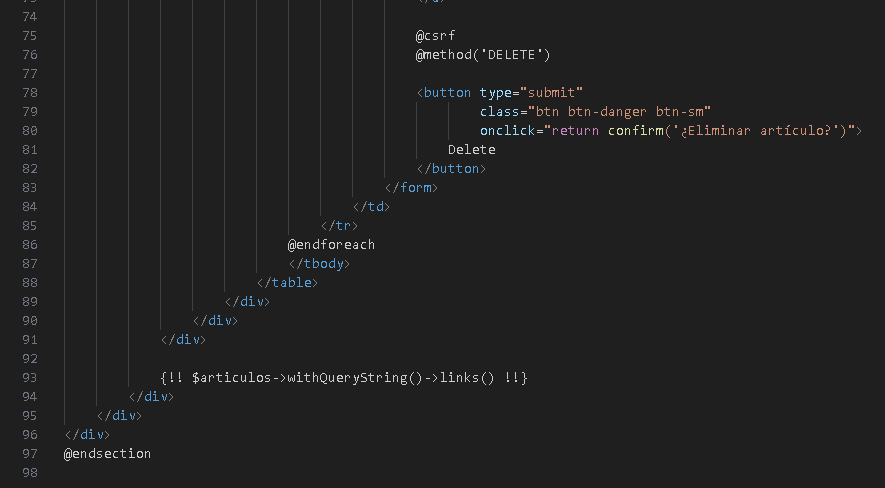 74
75 @csrf
76 @method('DELETE')
77
78 <button type="submit"
79 class="btn btn-danger btn-sm"
80 onclick="return confirm('¿Eliminar artículo?')">
81 Delete
82 </button>
83 </form>
84 </td>
85 </tr>
86 @endforeach
87 </tbody>
88 </table>
89 </div>
90 </div>
91 </div>
92
93 {!! $articulos->withQueryString()->links() !!}
94 </div>
95 </div>
96 </div>
97 @endsection
98